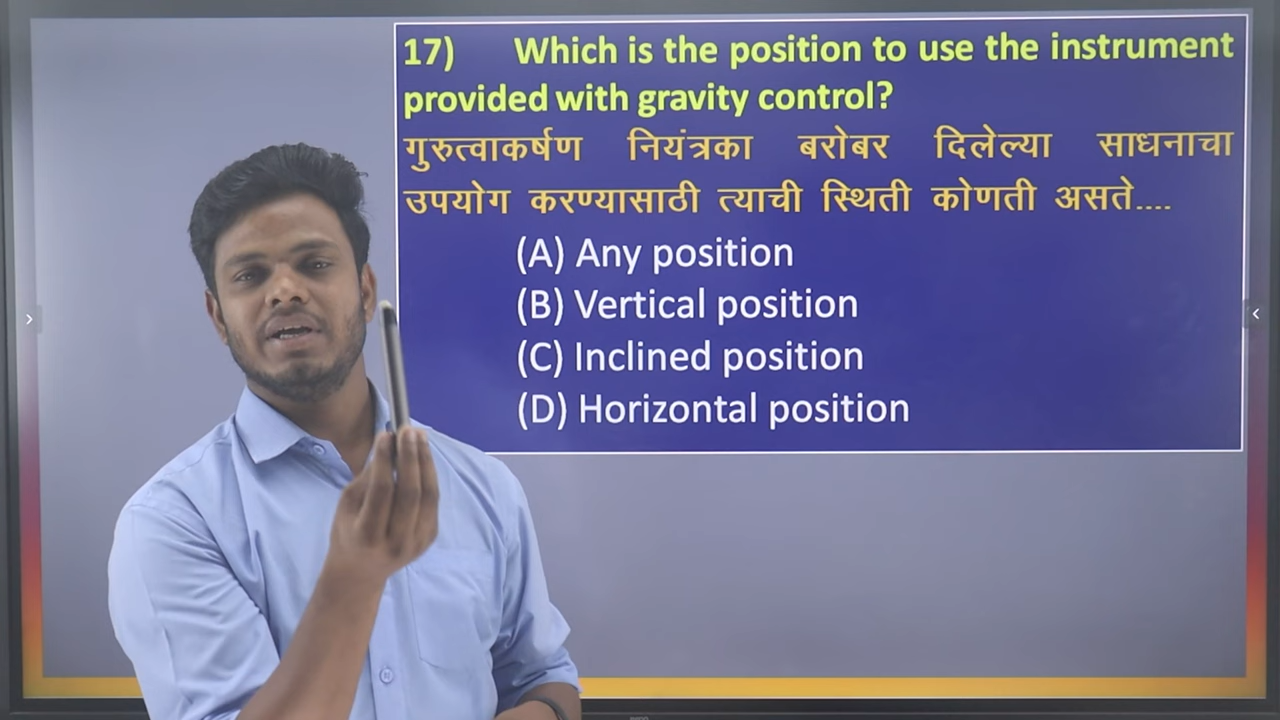 17) Which is the position to use the instrument
provided with gravity control?
गुरुत्वाकर्षण नियंत्रका बरोबर दिलेल्या साधनाचा
उपयोग करण्यासाठी त्याची स्थिती कोणती असते....
(A) Any position
(B) Vertical position
(C) Inclined position
(D) Horizontal position